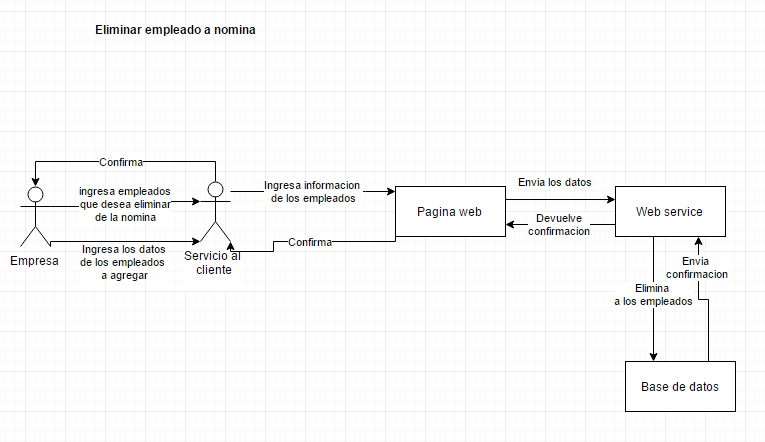 Eliminar empleado a nomina
Confirma
ingresa empleados
que desea eliminar
de la nomina
Ingresa los datos
de los empleados
a agregar
Empresa
Servicio al
cliente
Ingresa informacion
de los empleados
Confirma
Pagina web
Envia los datos
Devuelve
confirmacion
Web service
Elimina
a los empleados
Envia
confirmacion
Base de datos